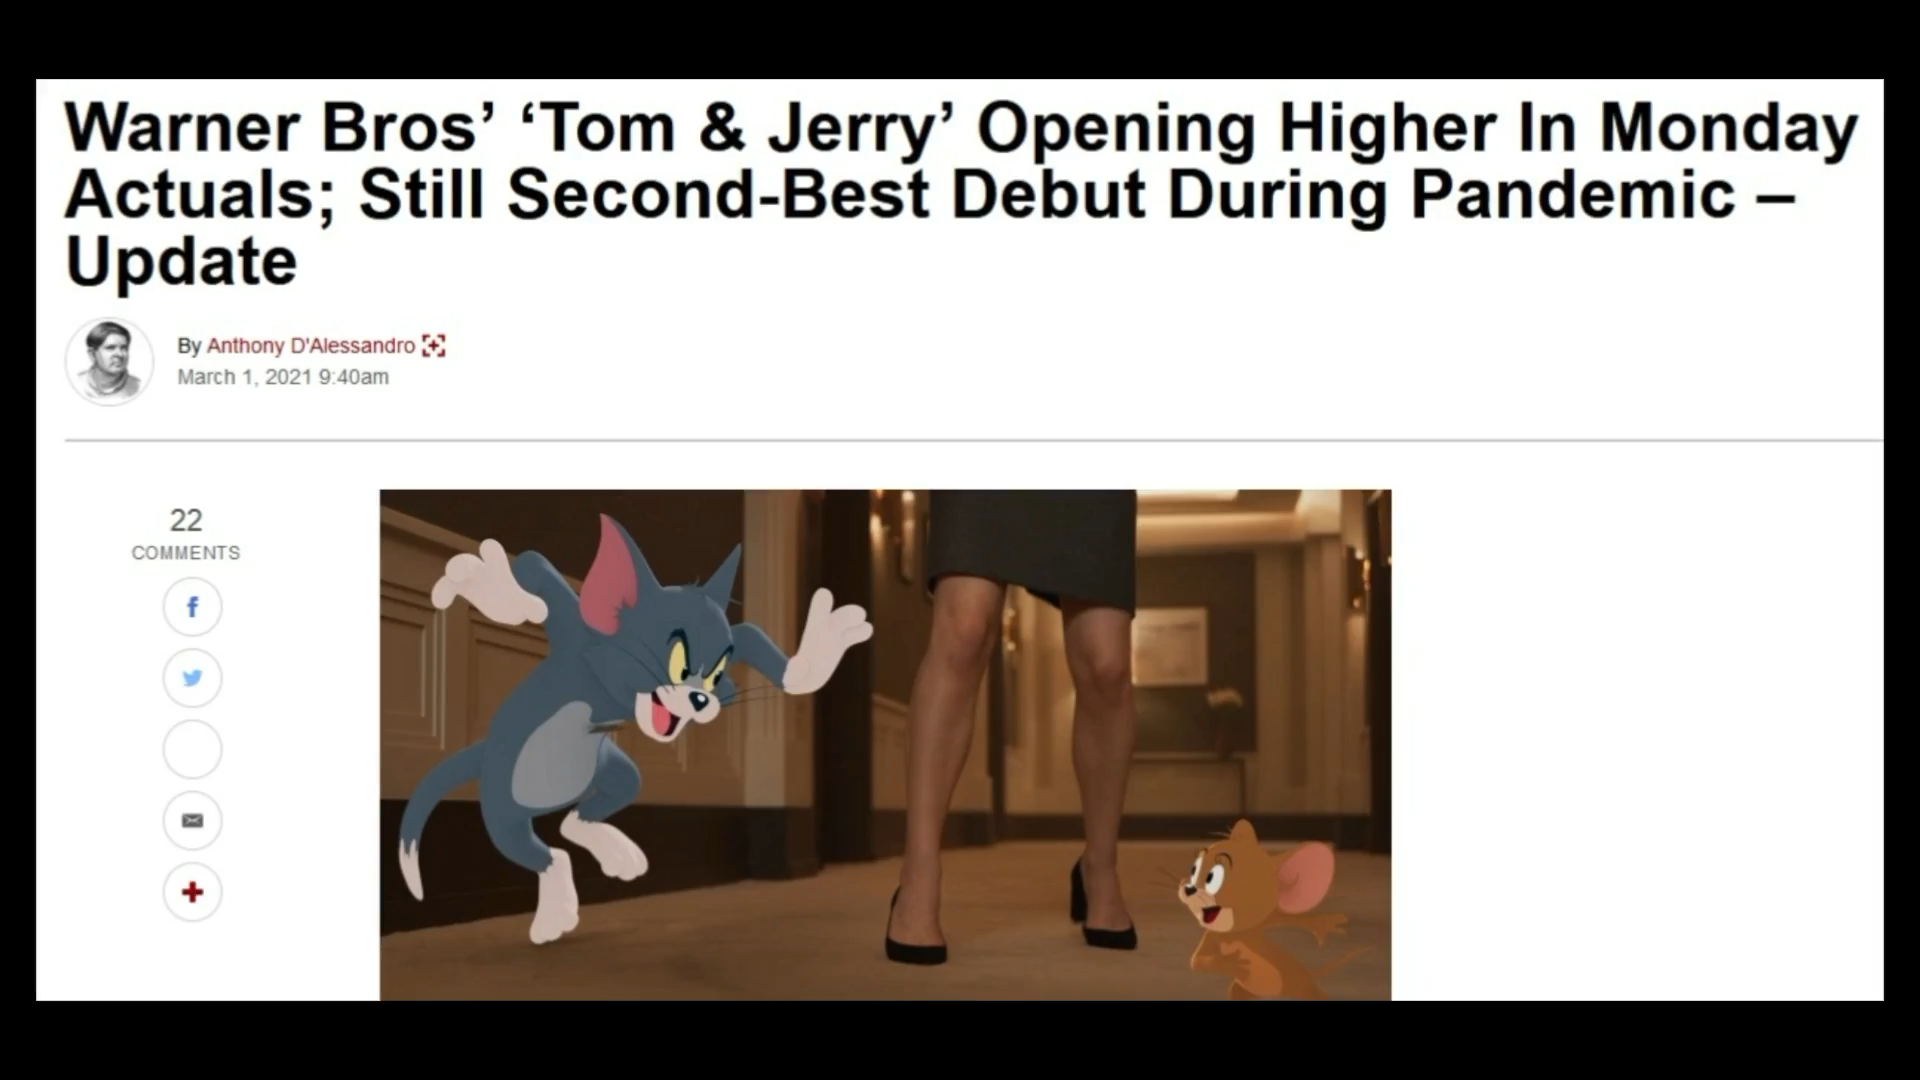 Warner Bros’ ‘Tom & Jerry’ Opening Higher In Monday
Actuals; Still Second-Best Debut During Pandemic –
Update
By Anthony D'Alessandro
March 1, 2021 9:40am
22
COMMENTS